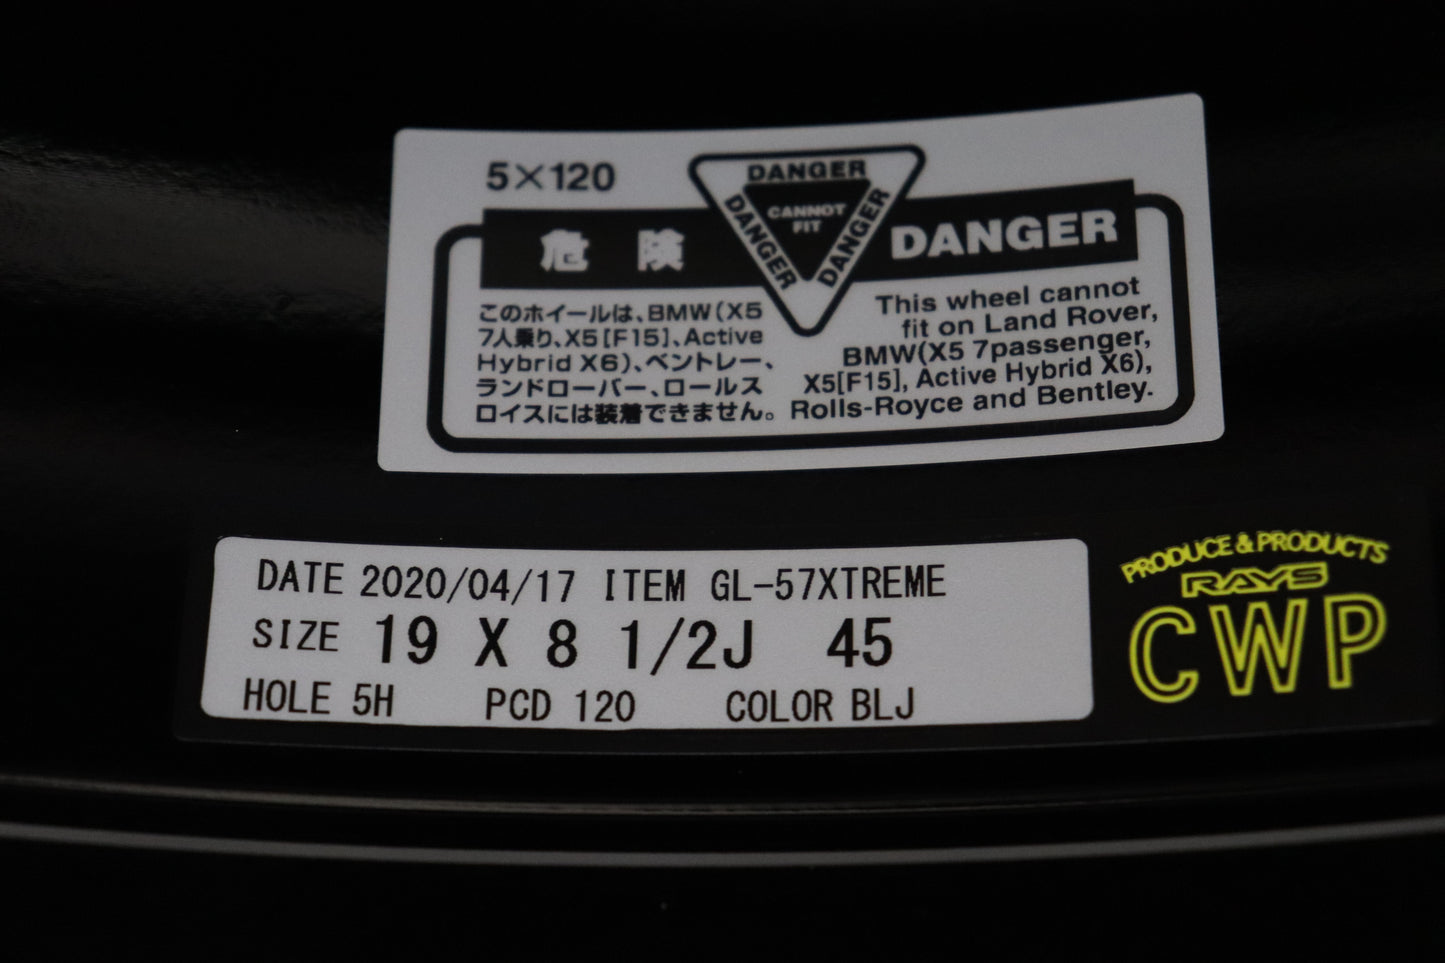 5×120
DANGER
DANGER
DANGER
CANNOT
FIT
危 険
DANGER
このホイールは、BMW(X5
7人乗り、X5[F15]、Active
Hybrid X6)、ベントレー、
ランドローバー、ロールス
ロイスには装着できません。
This wheel cannot
fit on Land Rover,
BMW(X5 7passenger,
X5[F15], Active Hybrid X6),
Rolls-Royce and Bentley.
DATE 2020/04/17 ITEM GL-57XTREME
SIZE 19 X 8 1/2J 45
HOLE 5H PCD 120 COLOR BLJ
PRODUCE & PRODUCTS
RAYS
CWP